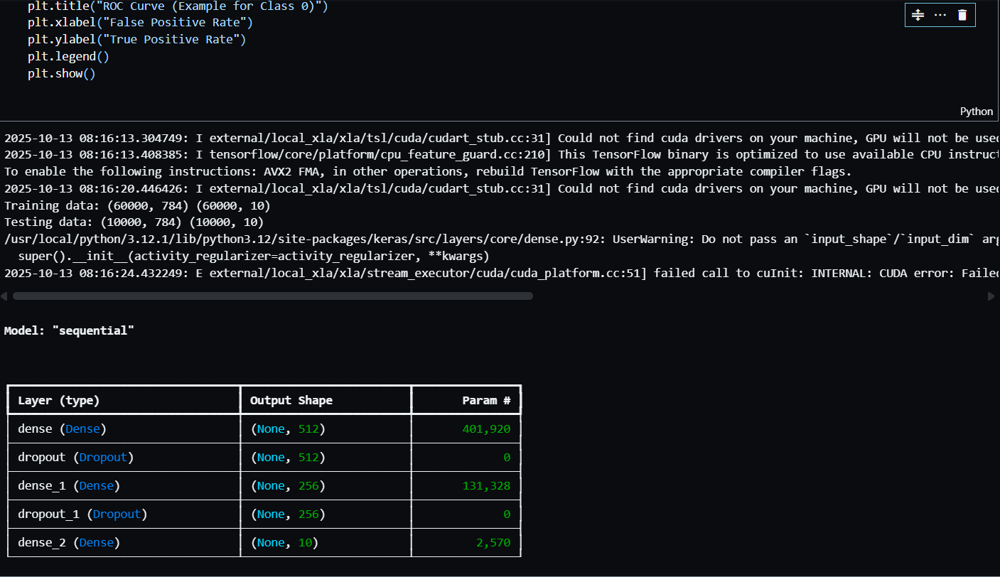 plt.title("ROC Curve (Example for Class 0)")
plt.xlabel("False Positive Rate")
plt.ylabel("True Positive Rate")
plt.legend()
plt.show()
Python
2025-10-13 08:16:13.304749: I external/local_xla/xla/tsl/cuda/cudart_stub.cc:31] Could not find cuda drivers on your machine, GPU will not be used
2025-10-13 08:16:13.408385: I tensorflow/core/platform/cpu_feature_guard.cc:210] This TensorFlow binary is optimized to use available CPU instruct
To enable the following instructions: AVX2 FMA, in other operations, rebuild TensorFlow with the appropriate compiler flags.
2025-10-13 08:16:20.446426: I external/local_xla/xla/tsl/cuda/cudart_stub.cc:31] Could not find cuda drivers on your machine, GPU will not be used
Training data: (60000, 784) (60000, 10)
Testing data: (10000, 784) (10000, 10)
/usr/local/python/3.12.1/lib/python3.12/site-packages/keras/src/layers/core/dense.py:92: UserWarning: Do not pass an `input_shape`/`input_dim` arg
super().__init__(activity_regularizer=activity_regularizer, **kwargs)
2025-10-13 08:16:24.432249: E external/local_xla/xla/stream_executor/cuda/cuda_platform.cc:51] failed call to cuInit: INTERNAL: CUDA error: Failed
Model: "sequential"
Layer (type) Output Shape Param #
dense (Dense) (None, 512) 401,920
dropout (Dropout) (None, 512) 0
dense_1 (Dense) (None, 256) 131,328
dropout_1 (Dropout) (None, 256) 0
dense_2 (Dense) (None, 10) 2,570